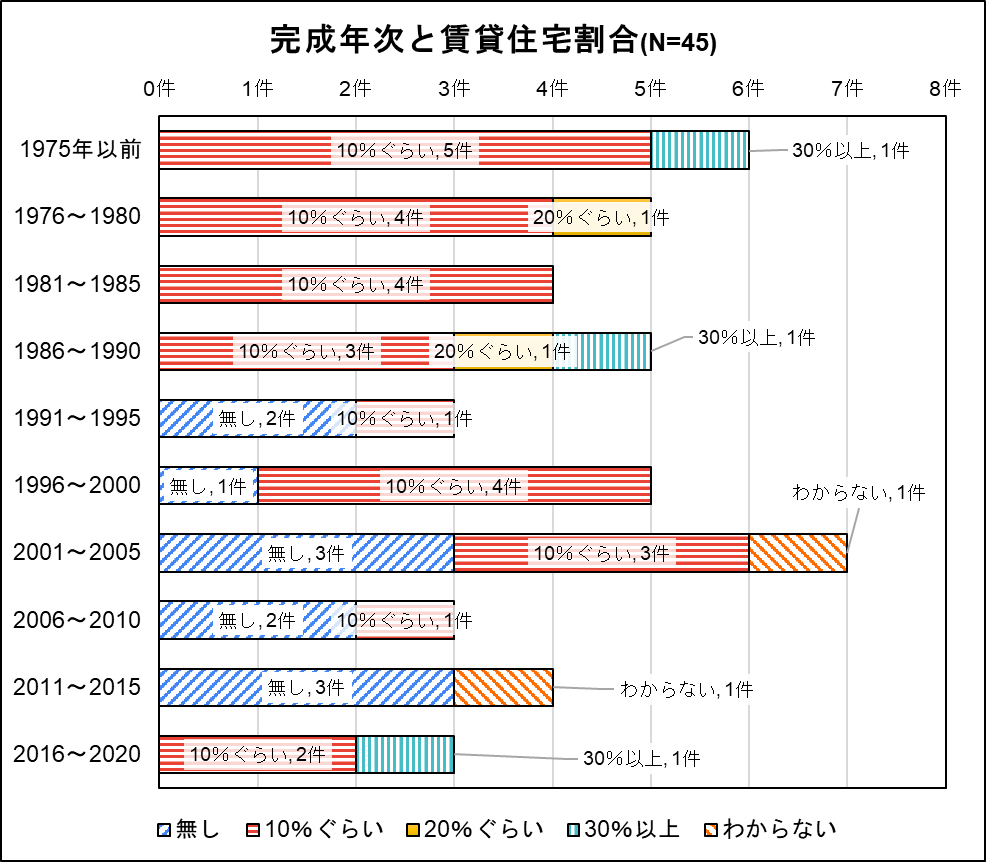 完成年次と賃貸住宅割合(N=45)
0件 1件 2件 3件 4件 5件 6件 7件 8件
1975年以前 10%ぐらい, 5件 30%以上, 1件
1976～1980 10%ぐらい, 4件 20%ぐらい, 1件
1981～1985 10%ぐらい, 4件
1986～1990 10%ぐらい, 3件 20%ぐらい, 1件 30%以上, 1件
1991～1995 無し, 2件 10%ぐらい, 1件
1996～2000 無し, 1件 10%ぐらい, 4件
わからない, 1件
2001～2005 無し, 3件 10%ぐらい, 3件
2006～2010 無し, 2件 10%ぐらい, 1件
2011～2015 無し, 3件 わからない, 1件
2016～2020 10%ぐらい, 2件 30%以上, 1件
無し 10%ぐらい 20%ぐらい 30%以上 わからない